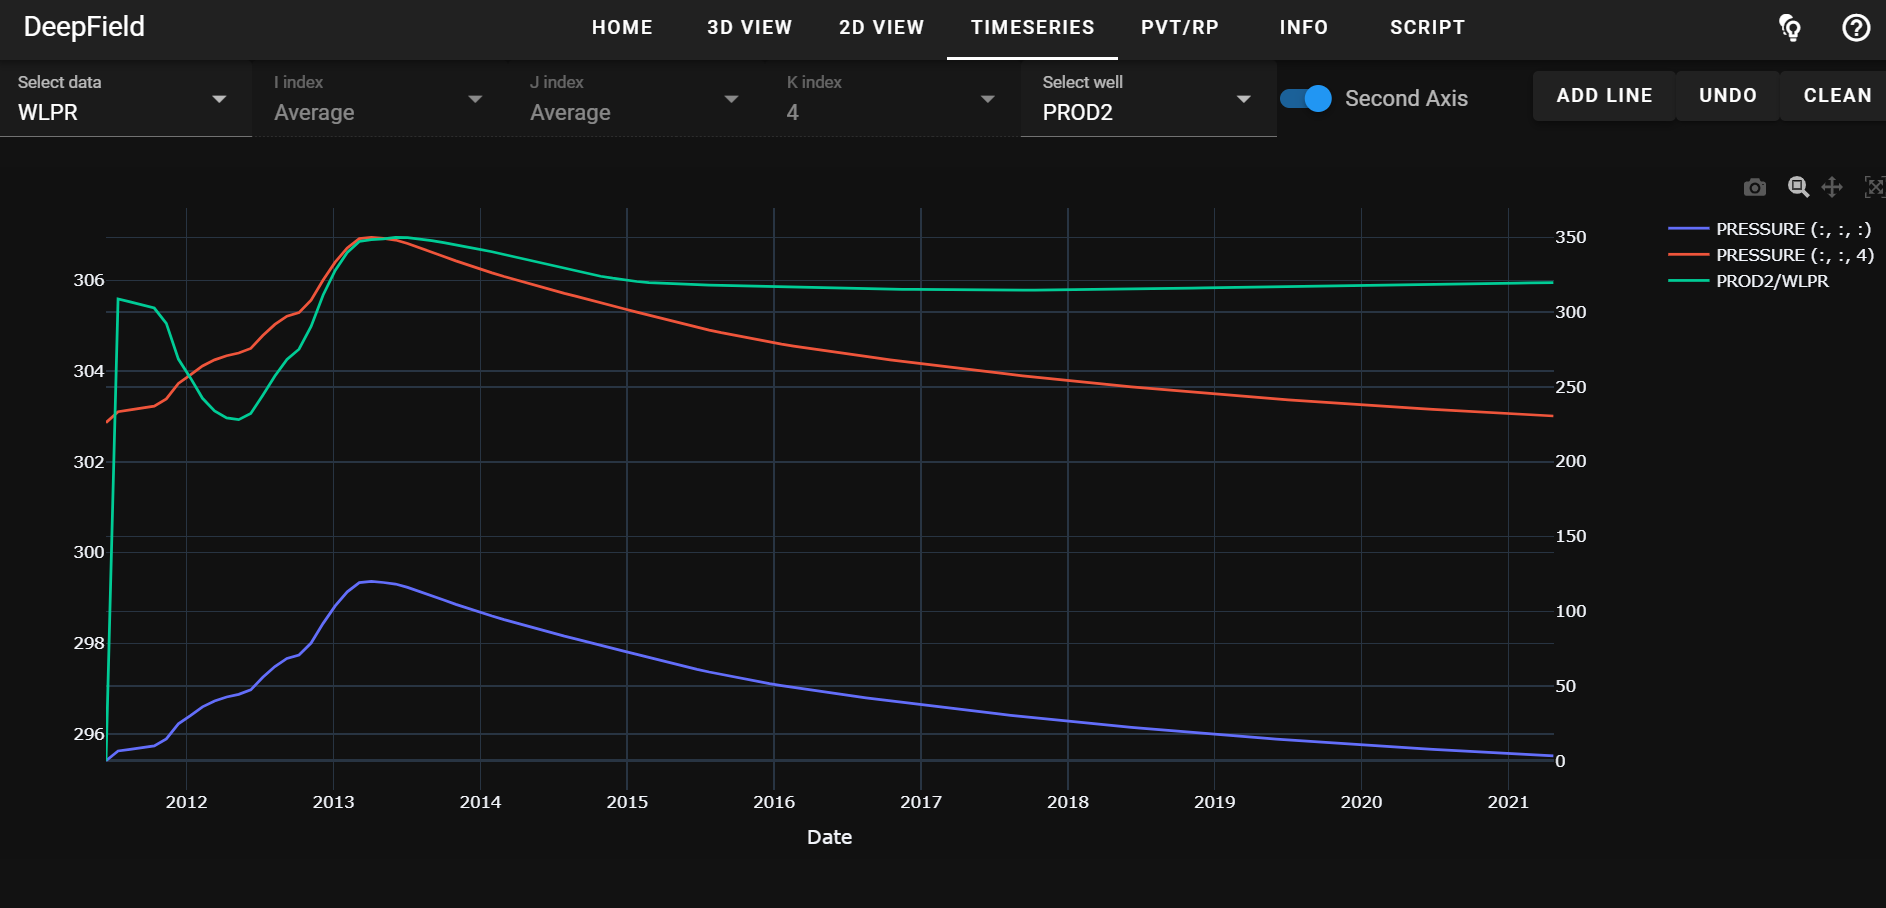 DeepField
HOME
3D VIEW
2D VIEW
TIMESERIES
PVT/RP
INFO
SCRIPT
Select data
WLPR
I index
Average
J index
Average
K index
4
Select well
PROD2
Second Axis
ADD LINE
UNDO
CLEAN
PRESSURE (:, :, :)
PRESSURE (:, :, 4)
PROD2/WLPR
306
304
302
300
298
296
350
300
250
200
150
100
50
0
2012
2013
2014
2015
2016
2017
2018
2019
2020
2021
Date